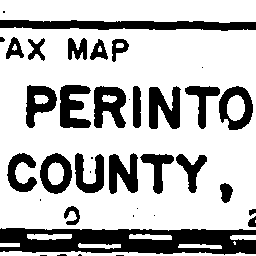 TAX MAP
PERINTO
COUNTY,
0 2